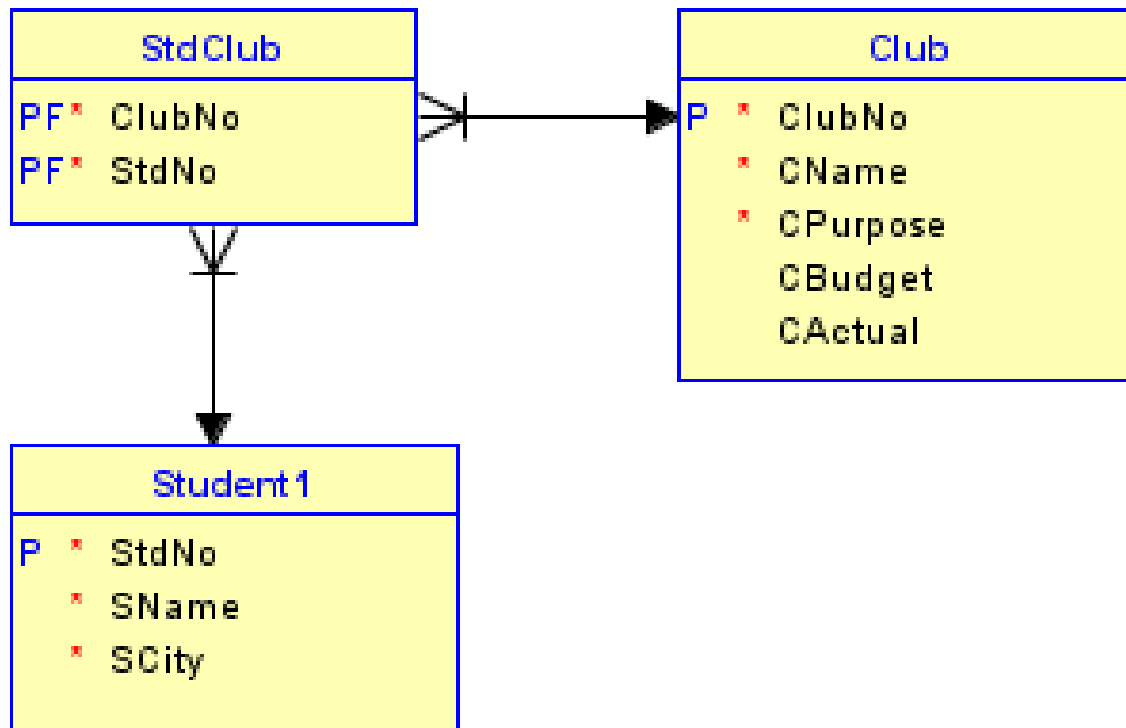 StdClub
PF* ClubNo
PF* StdNo
Club
P * ClubNo
* CName
* CPurpose
CBudget
CActual
Student1
P * StdNo
* SName
* SCity